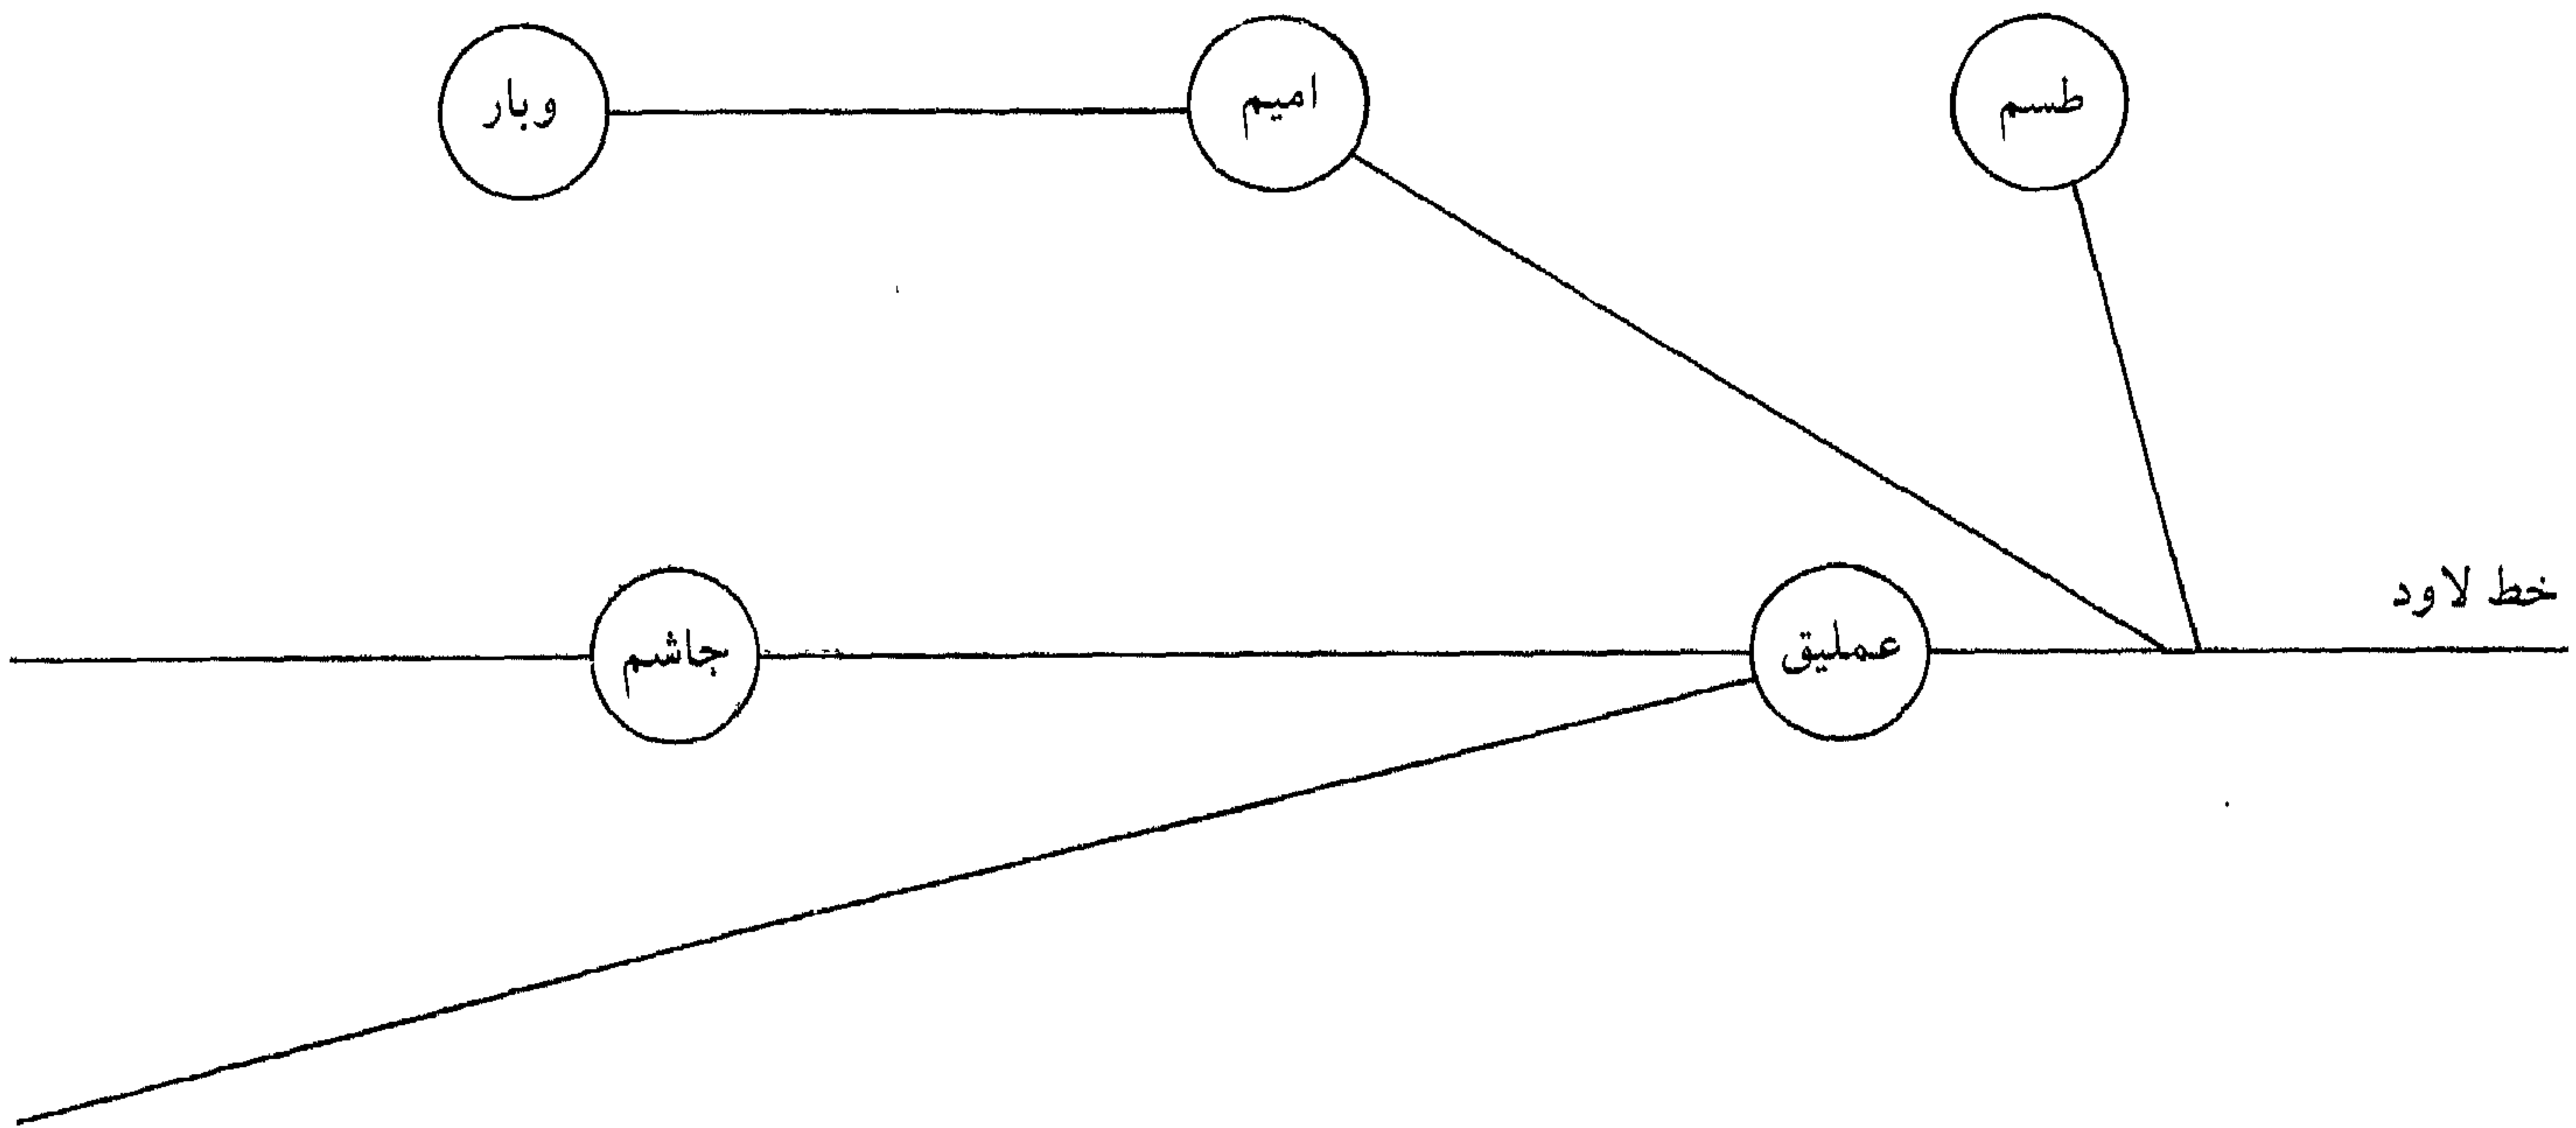 طسم
اميم
وبار
خط لاود
عمليق
جاشم